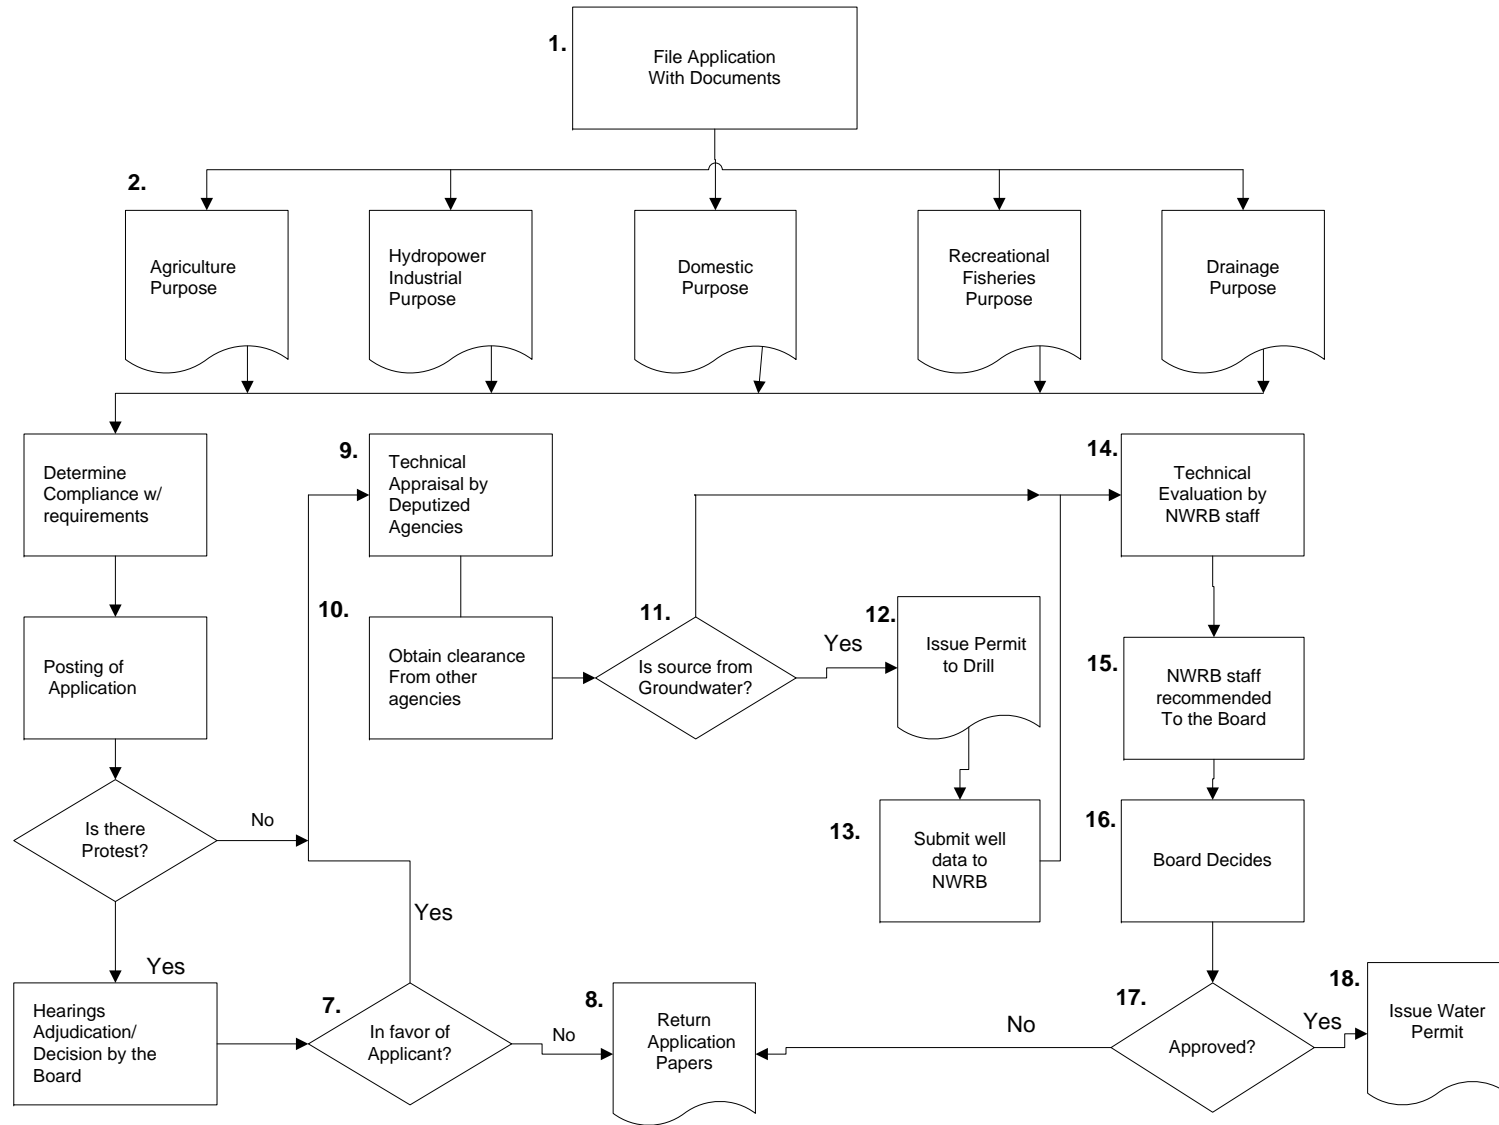 1.
File Application
With Documents
2.
Agriculture
Purpose
Hydropower
Industrial
Purpose
Domestic
Purpose
Recreational
Fisheries
Purpose
Drainage
Purpose
Determine
Compliance w/
requirements
Posting of
Application
Is there
Protest?
No
Yes
Hearings
Adjudication/
Decision by the
Board
7.
In favor of
Applicant?
Yes
No
8.
Return
Application
Papers
9.
Technical
Appraisal by
Deputized
Agencies
10.
Obtain clearance
From other
agencies
11.
Is source from
Groundwater?
Yes
12.
Issue Permit
to Drill
13.
Submit well
data to
NWRB
14.
Technical
Evaluation by
NWRB staff
15.
NWRB staff
recommended
To the Board
16.
Board Decides
17.
Approved?
No
Yes
18.
Issue Water
Permit